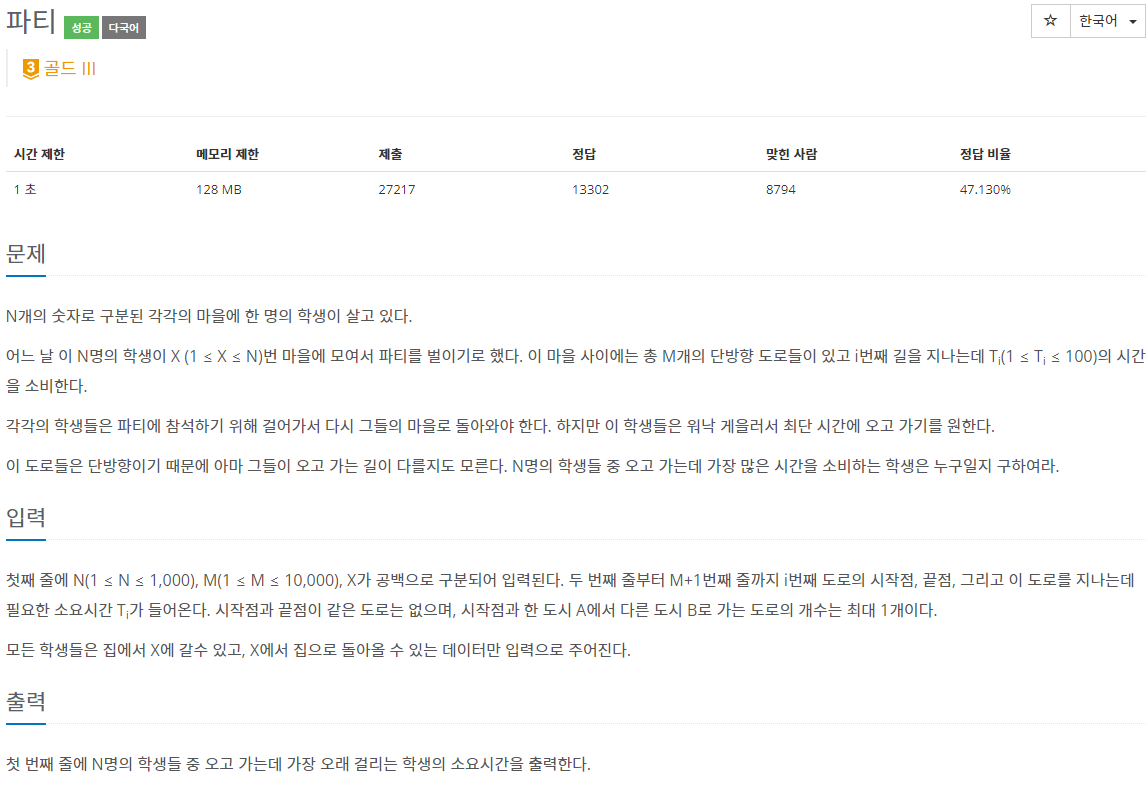 파티 성공 다국어
☆ 한국어
3 골드 III
시간 제한 메모리 제한 제출 정답 맞힌 사람 정답 비율
1 초 128 MB 27217 13302 8794 47.130%
문제
N개의 숫자로 구분된 각각의 마을에 한 명의 학생이 살고 있다.
어느 날 이 N명의 학생이 X (1 ≤ X ≤ N)번 마을에 모여서 파티를 벌이기로 했다. 이 마을 사이에는 총 M개의 단방향 도로들이 있고 i번째 길을 지나는데 Ti(1 ≤ Ti ≤ 100)의 시간
을 소비한다.
각각의 학생들은 파티에 참석하기 위해 걸어가서 다시 그들의 마을로 돌아와야 한다. 하지만 이 학생들은 워낙 게을러서 최단 시간에 오고 가기를 원한다.
이 도로들은 단방향이기 때문에 아마 그들이 오고 가는 길이 다를지도 모른다. N명의 학생들 중 오고 가는데 가장 많은 시간을 소비하는 학생은 누구일지 구하여라.
입력
첫째 줄에 N(1 ≤ N ≤ 1,000), M(1 ≤ M ≤ 10,000), X가 공백으로 구분되어 입력된다. 두 번째 줄부터 M+1번째 줄까지 i번째 도로의 시작점, 끝점, 그리고 이 도로를 지나는데
필요한 소요시간 Ti가 들어온다. 시작점과 끝점이 같은 도로는 없으며, 시작점과 한 도시 A에서 다른 도시 B로 가는 도로의 개수는 최대 1개이다.
모든 학생들은 집에서 X에 갈수 있고, X에서 집으로 돌아올 수 있는 데이터만 입력으로 주어진다.
출력
첫 번째 줄에 N명의 학생들 중 오고 가는데 가장 오래 걸리는 학생의 소요시간을 출력한다.